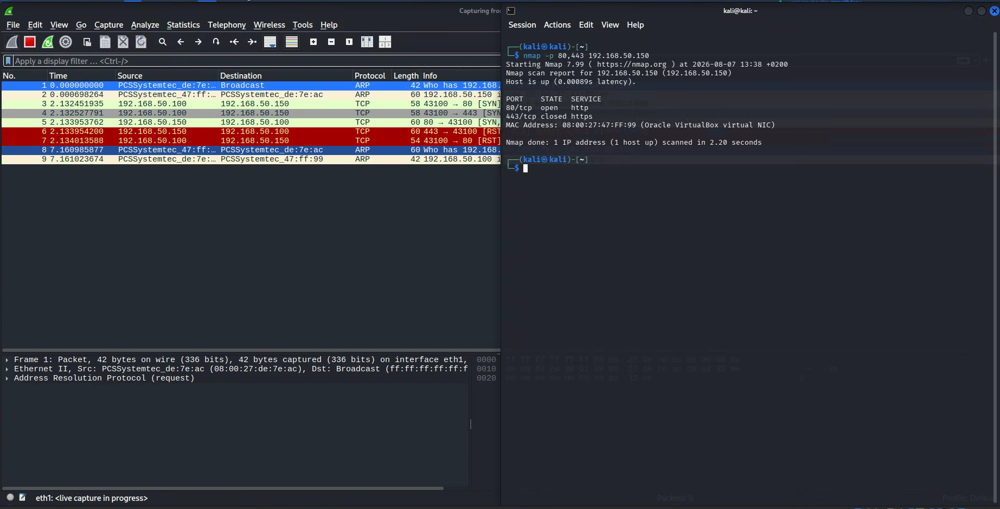 Capturing fro
File Edit View Go Capture Analyze Statistics Telephony Wireless Tools Help
Apply a display filter … <Ctrl-/>
No. Time Source Destination Protocol Length Info
1 0.000000000 PCSSystemtec_de:7e:… Broadcast ARP 42 Who has 192.168.
2 0.000698264 PCSSystemtec_47:ff:… PCSSystemtec_de:7e:ac ARP 60 192.168.50.150 i
3 2.132451935 192.168.50.100 192.168.50.150 TCP 58 43100 → 80 [SYN]
4 2.132527791 192.168.50.100 192.168.50.150 TCP 58 43100 → 443 [SYN
5 2.133953762 192.168.50.150 192.168.50.100 TCP 60 80 → 43100 [SYN,
6 2.133954200 192.168.50.150 192.168.50.100 TCP 60 443 → 43100 [RST
7 2.134013588 192.168.50.100 192.168.50.150 TCP 54 43100 → 80 [RST]
8 7.160985877 PCSSystemtec_47:ff:… PCSSystemtec_de:7e:ac ARP 60 Who has 192.168.
9 7.161023674 PCSSystemtec_de:7e:… PCSSystemtec_47:ff:99 ARP 42 192.168.50.100 i
Frame 1: Packet, 42 bytes on wire (336 bits), 42 bytes captured (336 bits) on interface eth1,
Ethernet II, Src: PCSSystemtec_de:7e:ac (08:00:27:de:7e:ac), Dst: Broadcast (ff:ff:ff:ff:ff:f
Address Resolution Protocol (request)
0000
0010
0020
eth1: <live capture in progress>
kali@kali: ~
Session Actions Edit View Help
┌──(kali㉿kali)-[~]
└─$ nmap -p 80,443 192.168.50.150
Starting Nmap 7.99 ( https://nmap.org ) at 2026-08-07 13:38 +0200
Nmap scan report for 192.168.50.150 (192.168.50.150)
Host is up (0.00089s latency).
PORT STATE SERVICE
80/tcp open http
443/tcp closed https
MAC Address: 08:00:27:47:FF:99 (Oracle VirtualBox virtual NIC)
Nmap done: 1 IP address (1 host up) scanned in 2.20 seconds
┌──(kali㉿kali)-[~]
└─$